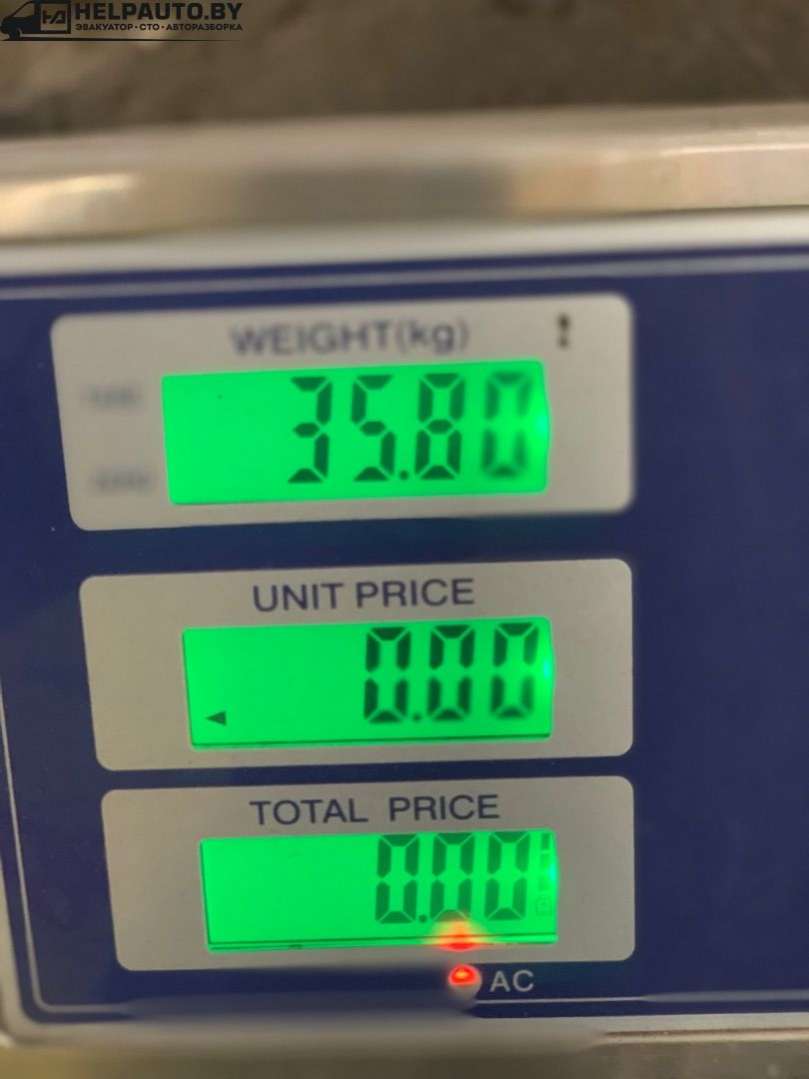 HELPAUTO.BY
ЭВАКУАТОР • СТО • АВТОРАЗБОРКА
WEIGHT(kg)
35.80
UNIT PRICE
0.00
TOTAL PRICE
0.00
AC